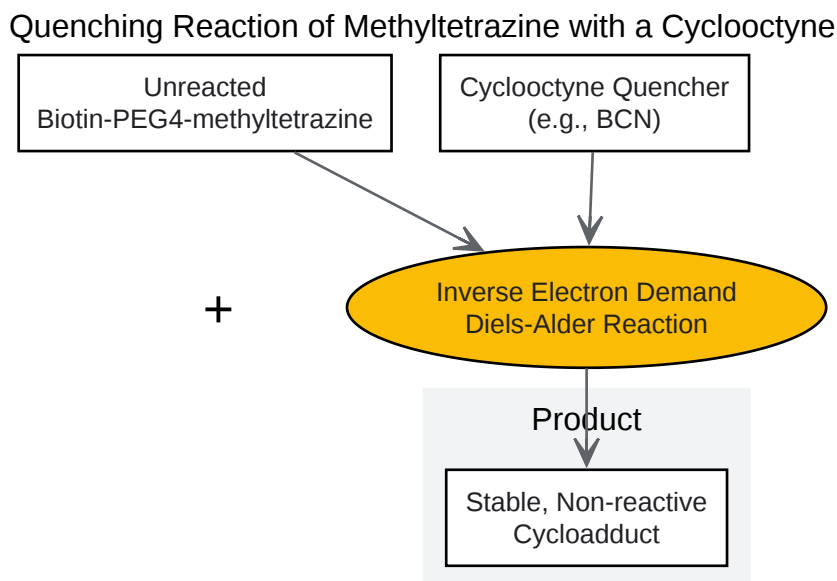 Quenching Reaction of Methyltetrazine with a Cyclooctyne
Unreacted
Biotin-PEG4-methyltetrazine
Cyclooctyne Quencher
(e.g., BCN)
+
Inverse Electron Demand
Diels-Alder Reaction
Product
Stable, Non-reactive
Cycloadduct